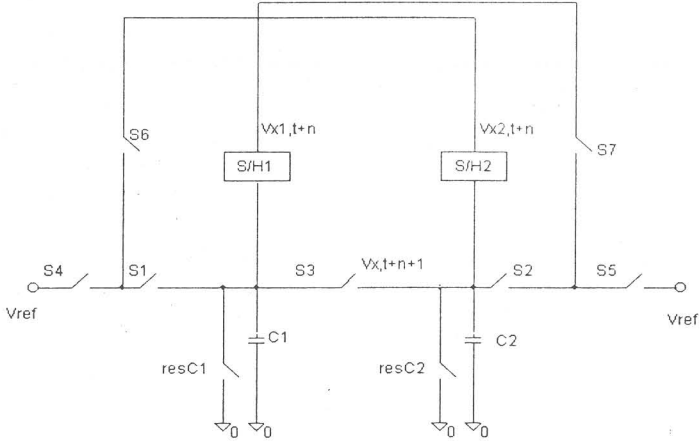 Vx1,t+n
Vx2,t+n
S6
S/H1
S/H2
S7
S4
S1
S3
Vx,t+n+1
S2
S5
Vref
Vref
C1
C2
resC1
resC2
0
0
0
0